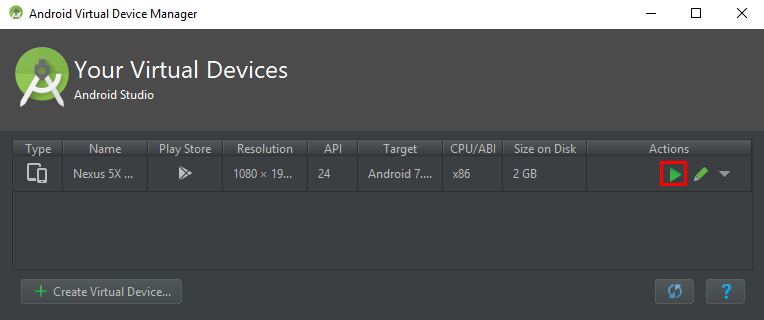 Android Virtual Device Manager
Your Virtual Devices
Android Studio
Type Name Play Store Resolution API Target CPU/ABI Size on Disk Actions
Nexus 5X ... 1080 × 19... 24 Android 7.... x86 2 GB
Create Virtual Device...
?